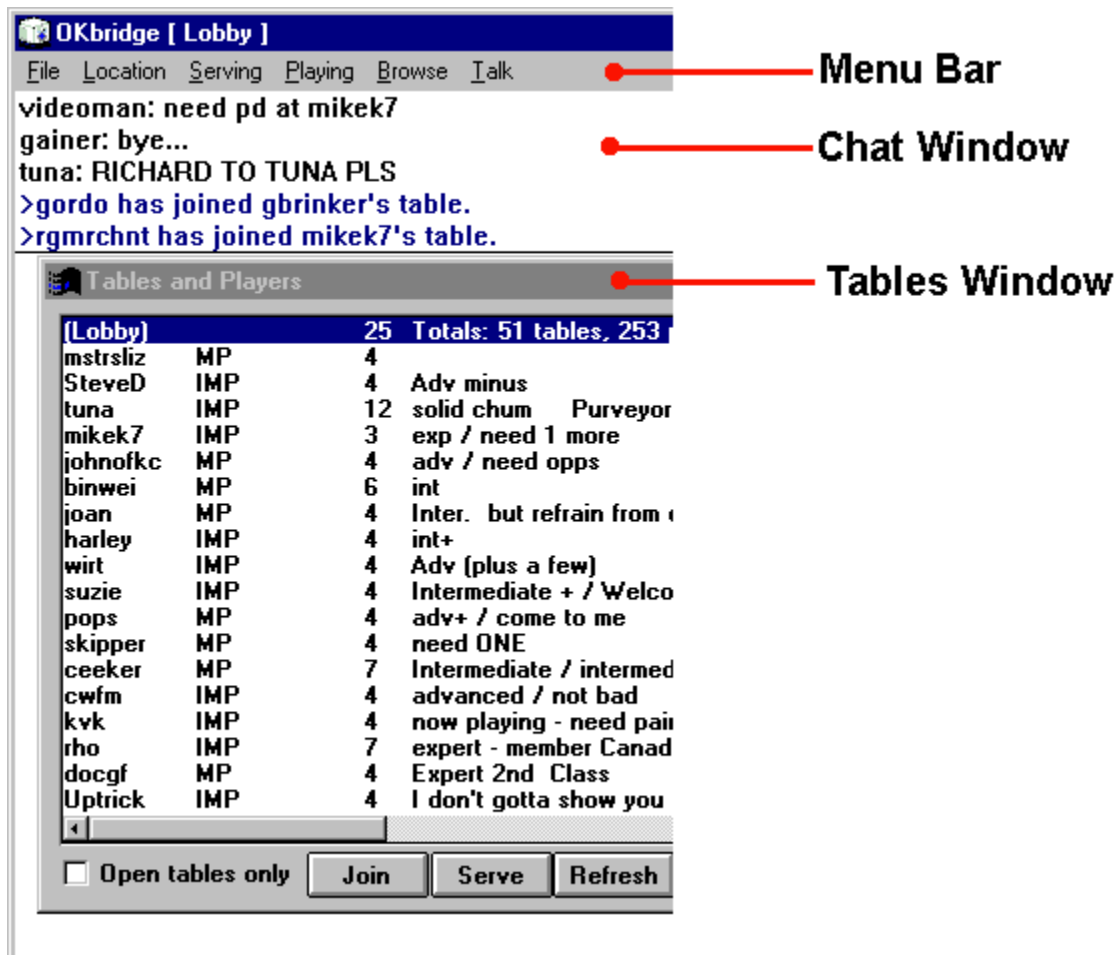 OKbridge [ Lobby ]
File Location Serving Playing Browse Talk
Menu Bar
videoman: need pd at mikek7
gainer: bye...
Chat Window
tuna: RICHARD TO TUNA PLS
>gordo has joined gbrinker's table.
>rgmrchnt has joined mikek7's table.
Tables and Players
Tables Window
(Lobby) 25 Totals: 51 tables, 253
mstrsliz MP 4
SteveD IMP 4 Adv minus
tuna IMP 12 solid chum Purveyor
mikek7 IMP 3 exp / need 1 more
johnofkc MP 4 adv / need opps
binwei MP 6 int
joan MP 4 Inter. but refrain from
harley IMP 4 int+
wirt IMP 4 Adv (plus a few)
suzie IMP 4 Intermediate + / Welco
pops MP 4 adv+ / come to me
skipper MP 4 need ONE
ceeker MP 7 Intermediate / intermed
cwfm IMP 4 advanced / not bad
kvk IMP 4 now playing - need pair
rho IMP 7 expert - member Canad
docgf MP 4 Expert 2nd Class
Uptrick IMP 4 I don't gotta show you
Open tables only Join Serve Refresh